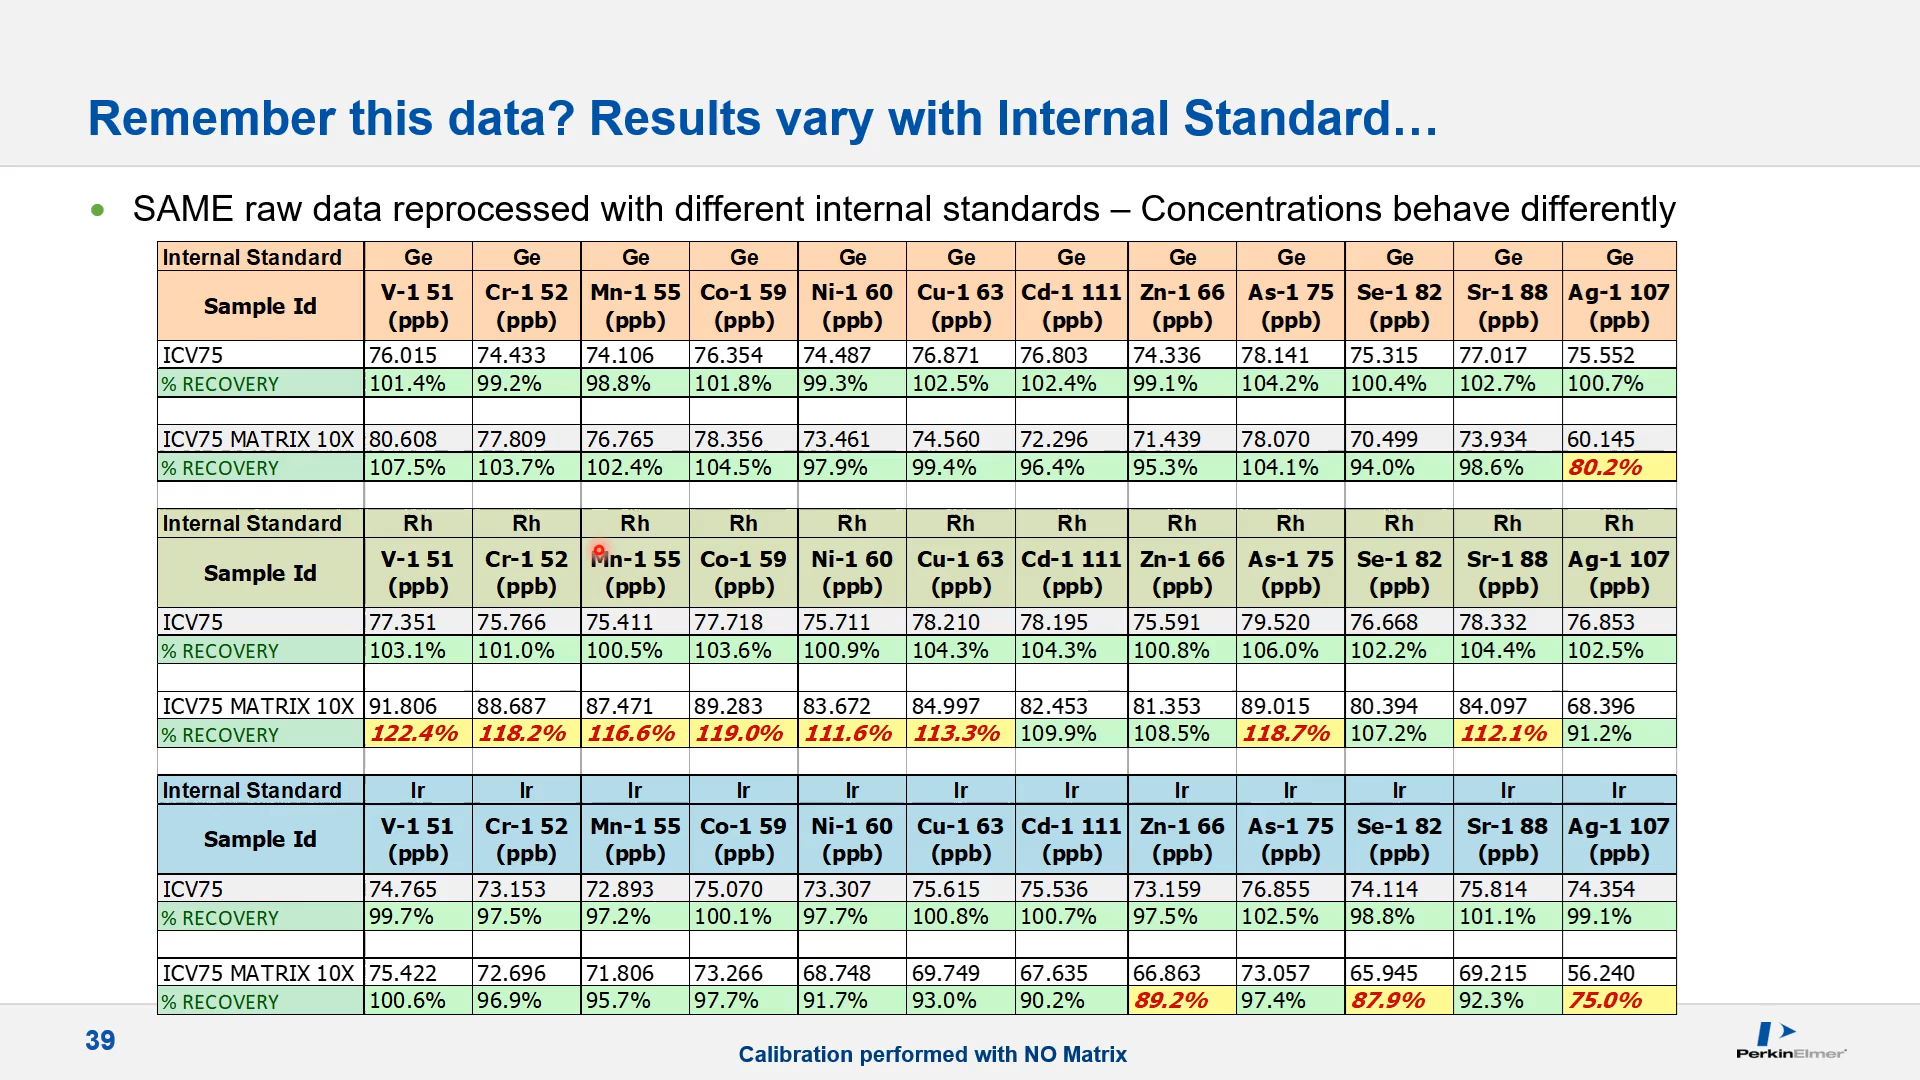 Remember this data? Results vary with Internal Standard…
• SAME raw data reprocessed with different internal standards – Concentrations behave differently
Internal Standard Ge Ge Ge Ge Ge Ge Ge Ge Ge Ge Ge Ge
Sample Id V-1 51 (ppb) Cr-1 52 (ppb) Mn-1 55 (ppb) Co-1 59 (ppb) Ni-1 60 (ppb) Cu-1 63 (ppb) Cd-1 111 (ppb) Zn-1 66 (ppb) As-1 75 (ppb) Se-1 82 (ppb) Sr-1 88 (ppb) Ag-1 107 (ppb)
ICV75 76.015 74.433 74.106 76.354 74.487 76.871 76.803 74.336 78.141 75.315 77.017 75.552
% RECOVERY 101.4% 99.2% 98.8% 101.8% 99.3% 102.5% 102.4% 99.1% 104.2% 100.4% 102.7% 100.7%
ICV75 MATRIX 10X 80.608 77.809 76.765 78.356 73.461 74.560 72.296 71.439 78.070 70.499 73.934 60.145
% RECOVERY 107.5% 103.7% 102.4% 104.5% 97.9% 99.4% 96.4% 95.3% 104.1% 94.0% 98.6% 80.2%
Internal Standard Rh Rh Rh Rh Rh Rh Rh Rh Rh Rh Rh Rh
Sample Id V-1 51 (ppb) Cr-1 52 (ppb) Mn-1 55 (ppb) Co-1 59 (ppb) Ni-1 60 (ppb) Cu-1 63 (ppb) Cd-1 111 (ppb) Zn-1 66 (ppb) As-1 75 (ppb) Se-1 82 (ppb) Sr-1 88 (ppb) Ag-1 107 (ppb)
ICV75 77.351 75.766 75.411 77.718 75.711 78.210 78.195 75.591 79.520 76.668 78.332 76.853
% RECOVERY 103.1% 101.0% 100.5% 103.6% 100.9% 104.3% 104.3% 100.8% 106.0% 102.2% 104.4% 102.5%
ICV75 MATRIX 10X 91.806 88.687 87.471 89.283 83.672 84.997 82.453 81.353 89.015 80.394 84.097 68.396
% RECOVERY 122.4% 118.2% 116.6% 119.0% 111.6% 113.3% 109.9% 108.5% 118.7% 107.2% 112.1% 91.2%
Internal Standard Ir Ir Ir Ir Ir Ir Ir Ir Ir Ir Ir Ir
Sample Id V-1 51 (ppb) Cr-1 52 (ppb) Mn-1 55 (ppb) Co-1 59 (ppb) Ni-1 60 (ppb) Cu-1 63 (ppb) Cd-1 111 (ppb) Zn-1 66 (ppb) As-1 75 (ppb) Se-1 82 (ppb) Sr-1 88 (ppb) Ag-1 107 (ppb)
ICV75 74.765 73.153 72.893 75.070 73.307 75.615 75.536 73.159 76.855 74.114 75.814 74.354
% RECOVERY 99.7% 97.5% 97.2% 100.1% 97.7% 100.8% 100.7% 97.5% 102.5% 98.8% 101.1% 99.1%
ICV75 MATRIX 10X 75.422 72.696 71.806 73.266 68.748 69.749 67.635 66.863 73.057 65.945 69.215 56.240
% RECOVERY 100.6% 96.9% 95.7% 97.7% 91.7% 93.0% 90.2% 89.2% 97.4% 87.9% 92.3% 75.0%
39
Calibration performed with NO Matrix
PerkinElmer